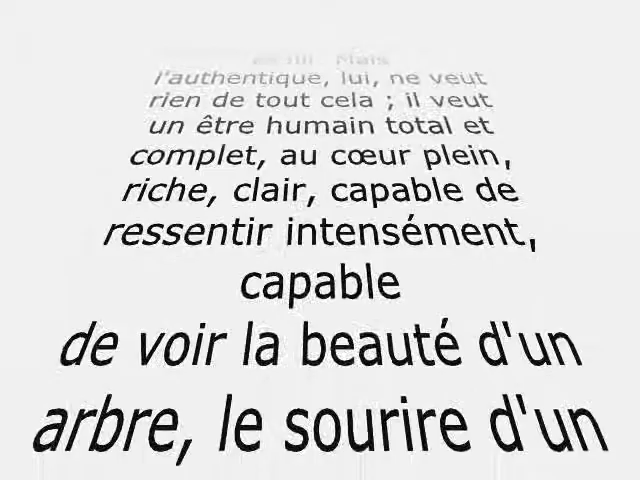 Mais
l'authentique, lui, ne veut
rien de tout cela ; il veut
un être humain total et
complet, au cœur plein,
riche, clair, capable de
ressentir intensément,
capable
de voir la beauté d'un
arbre, le sourire d'un